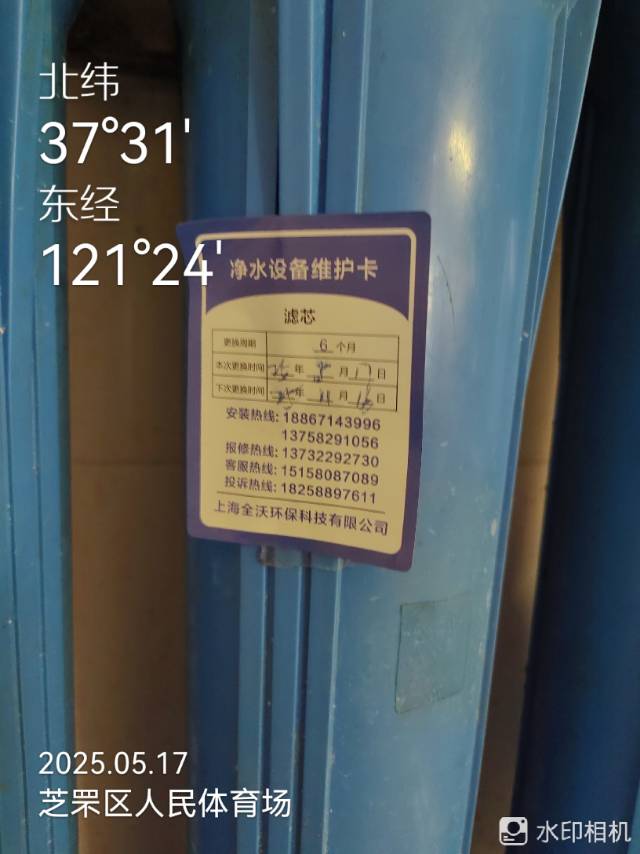 北纬
37°31'
东经
121°24'
净水设备维护卡
滤芯
更换周期 6 个月
本次更换时间 25 年 月 17 日
下次更换时间 年 11 月 日
安装热线: 18867143996
13758291056
报修热线: 13732292730
客服热线: 15158087089
投诉热线: 18258897611
上海全沃环保科技有限公司
2025.05.17
芝罘区人民体育场
水印相机